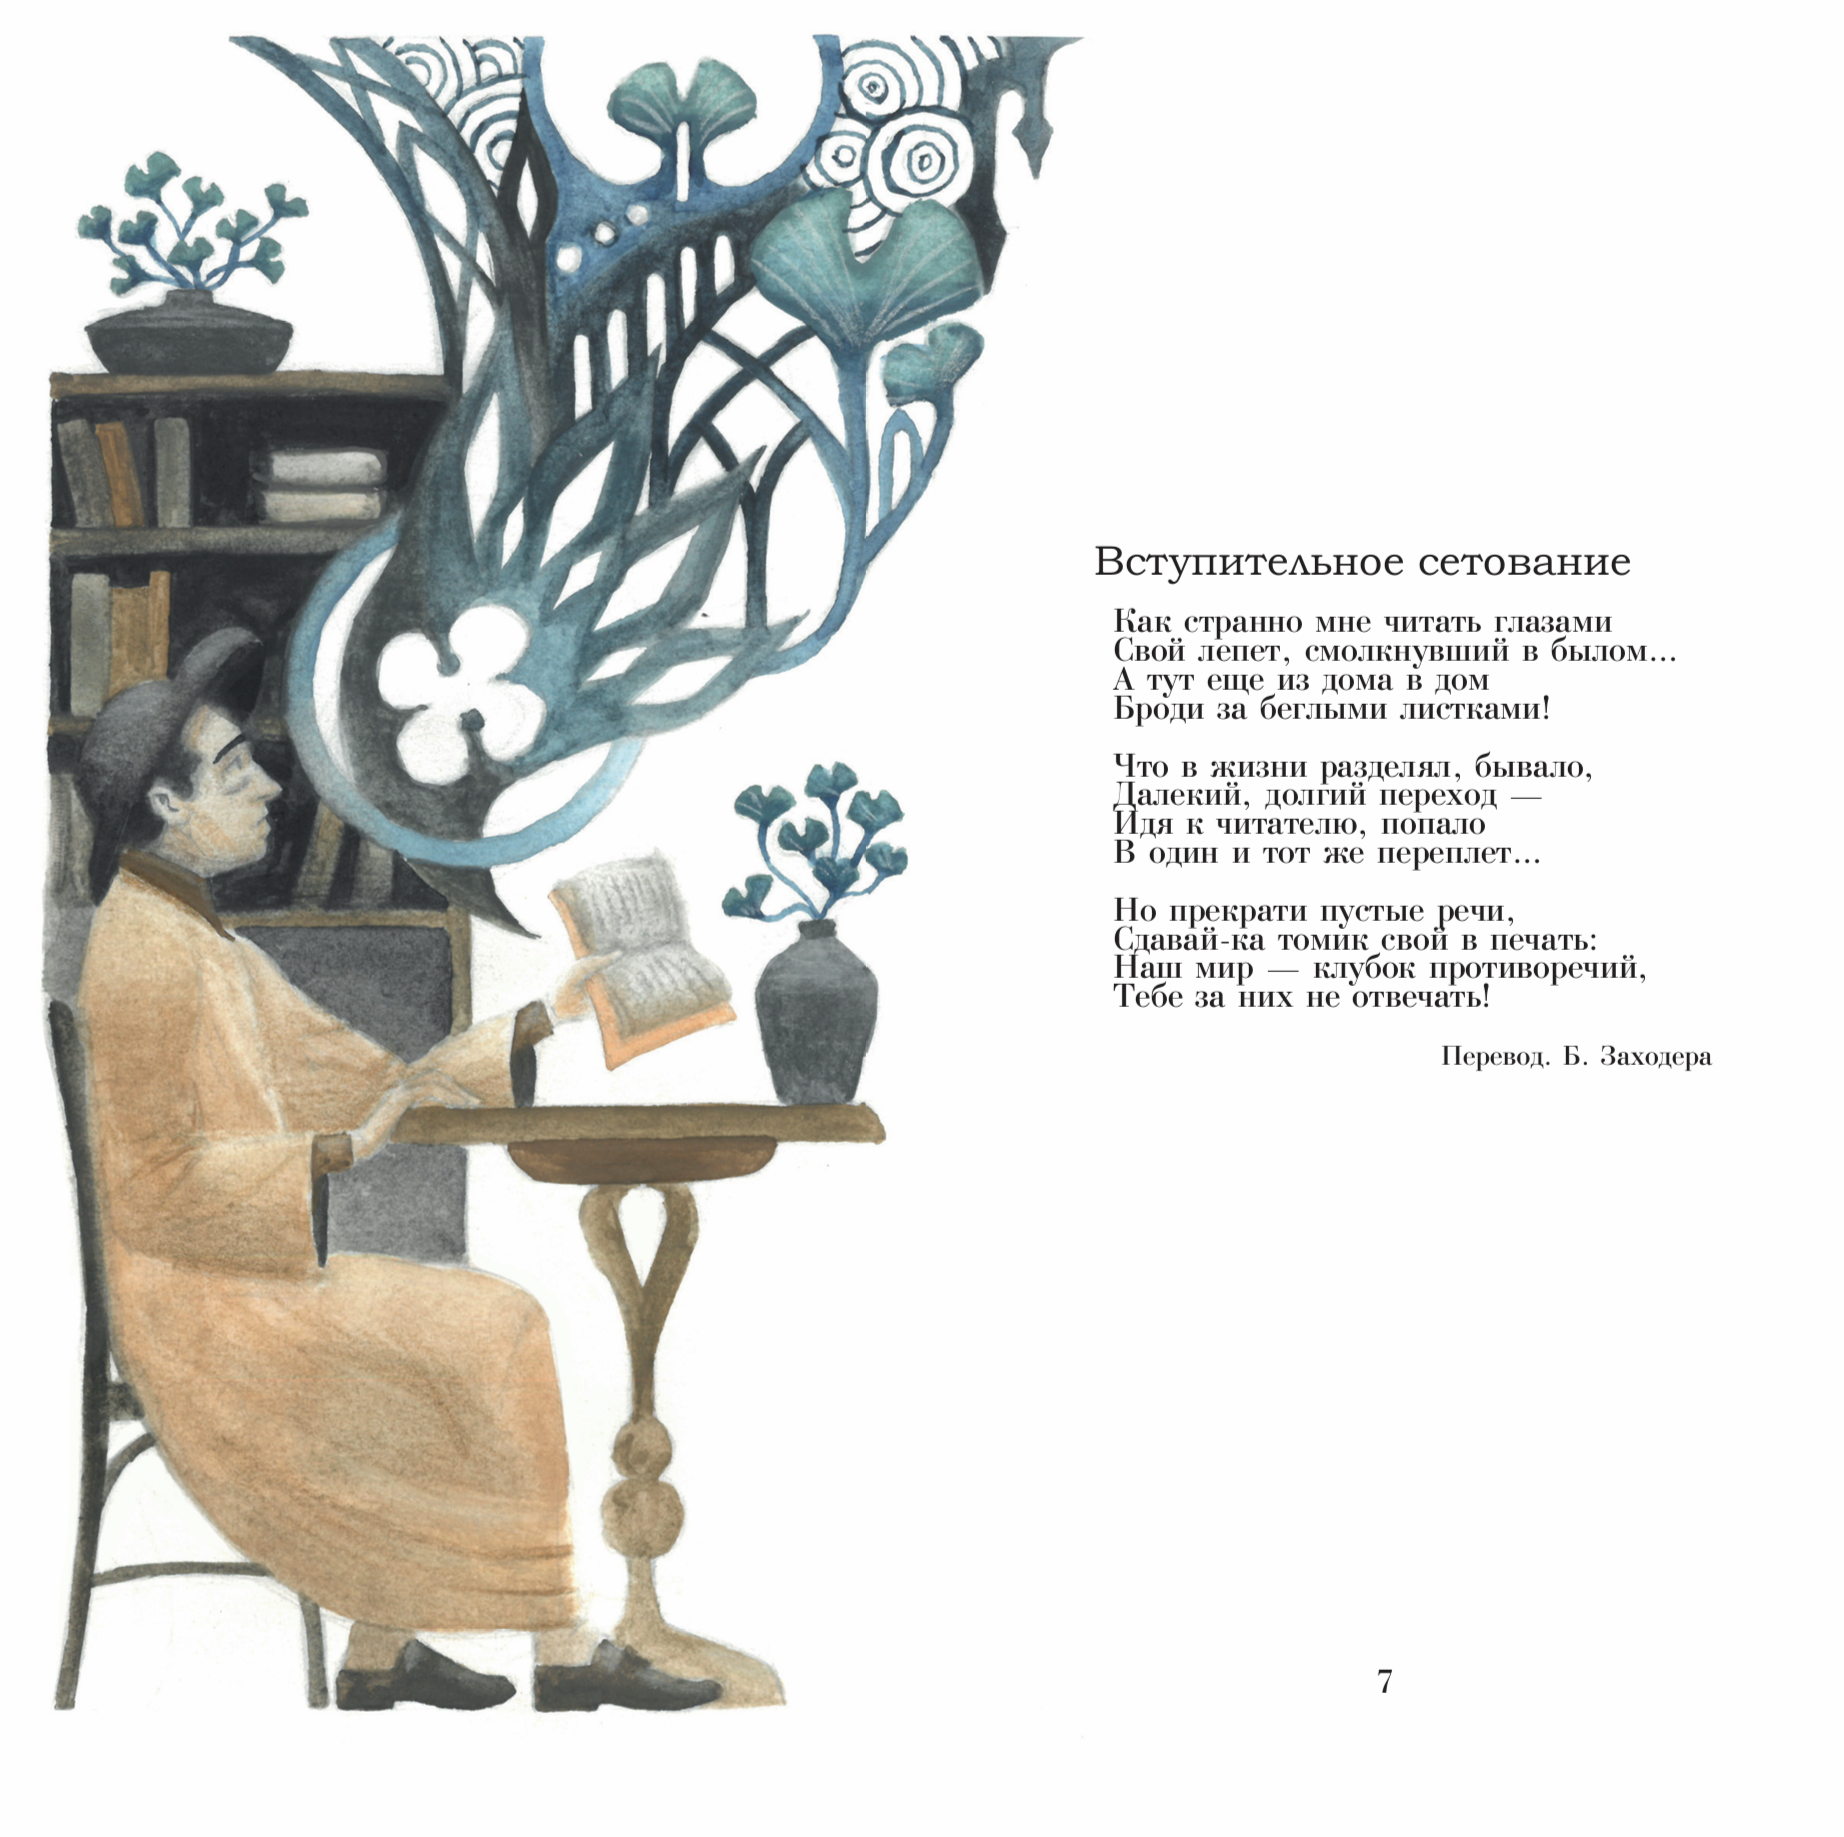 Вступительное сетование
Как странно мне читать глазами
Свой лепет, смолкнувший в былом...
А тут еще из дома в дом
Броди за беглыми листками!
Что в жизни разделял, бывало,
Далекий, долгий переход —
Идя к читателю, попало
В один и тот же переплет...
Но прекрати пустые речи,
Сдавай-ка томик свой в печать:
Наш мир — клубок противоречий,
Тебе за них не отвечать!
Перевод. Б. Заходера
7